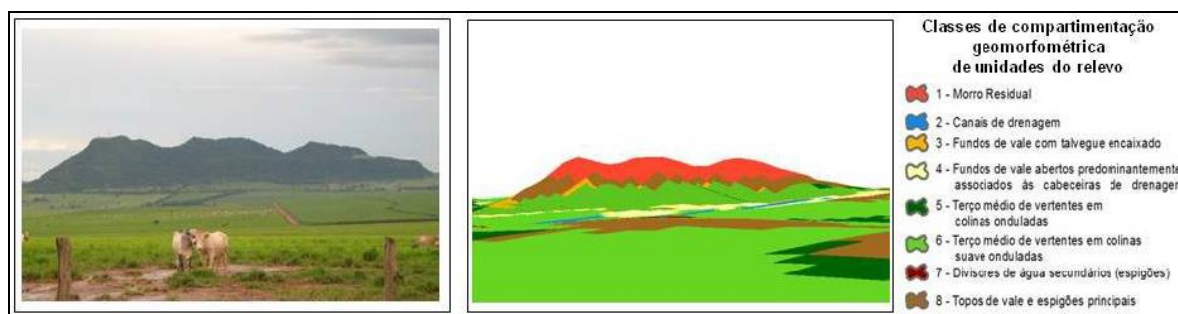 Classes de compartimentação
geomorfométrica
de unidades do relevo
1 - Morro Residual
2 - Canais de drenagem
3 - Fundos de vale com talvegue encaixado
4 - Fundos de vale abertos predominantemente
associados às cabeceiras de drenagem
5 - Terço médio de vertentes em
colinas onduladas
6 - Terço médio de vertentes em colinas
suave onduladas
7 - Divisores de água secundários (espigões)
8 - Topos de vale e espigões principais